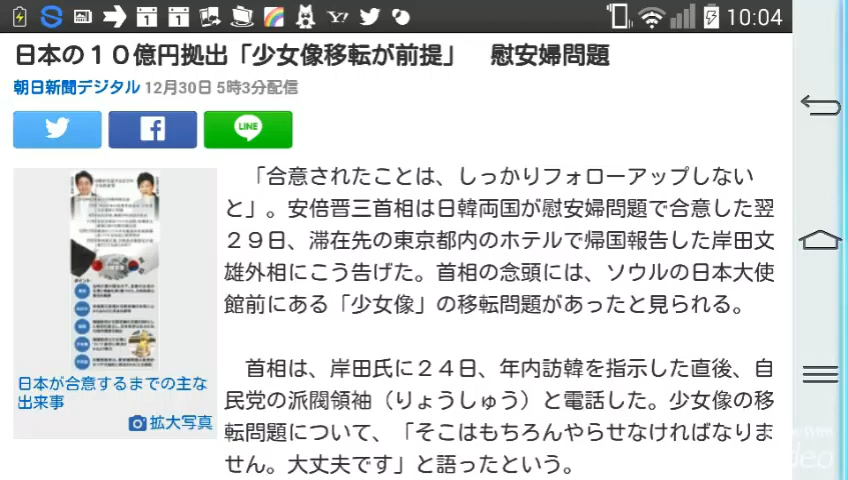 10:04
日本の１０億円拠出「少女像移転が前提」　慰安婦問題
朝日新聞デジタル 12月30日 5時3分配信
LINE
「合意されたことは、しっかりフォローアップしない
と」。安倍晋三首相は日韓両国が慰安婦問題で合意した翌
２９日、滞在先の東京都内のホテルで帰国報告した岸田文
雄外相にこう告げた。首相の念頭には、ソウルの日本大使
館前にある「少女像」の移転問題があったと見られる。
首相は、岸田氏に２４日、年内訪韓を指示した直後、自
民党の派閥領袖（りょうしゅう）と電話した。少女像の移
転問題について、「そこはもちろんやらせなければなりま
せん。大丈夫です」と語ったという。
ポイント
日本が合意するまでの主な
出来事
拡大写真